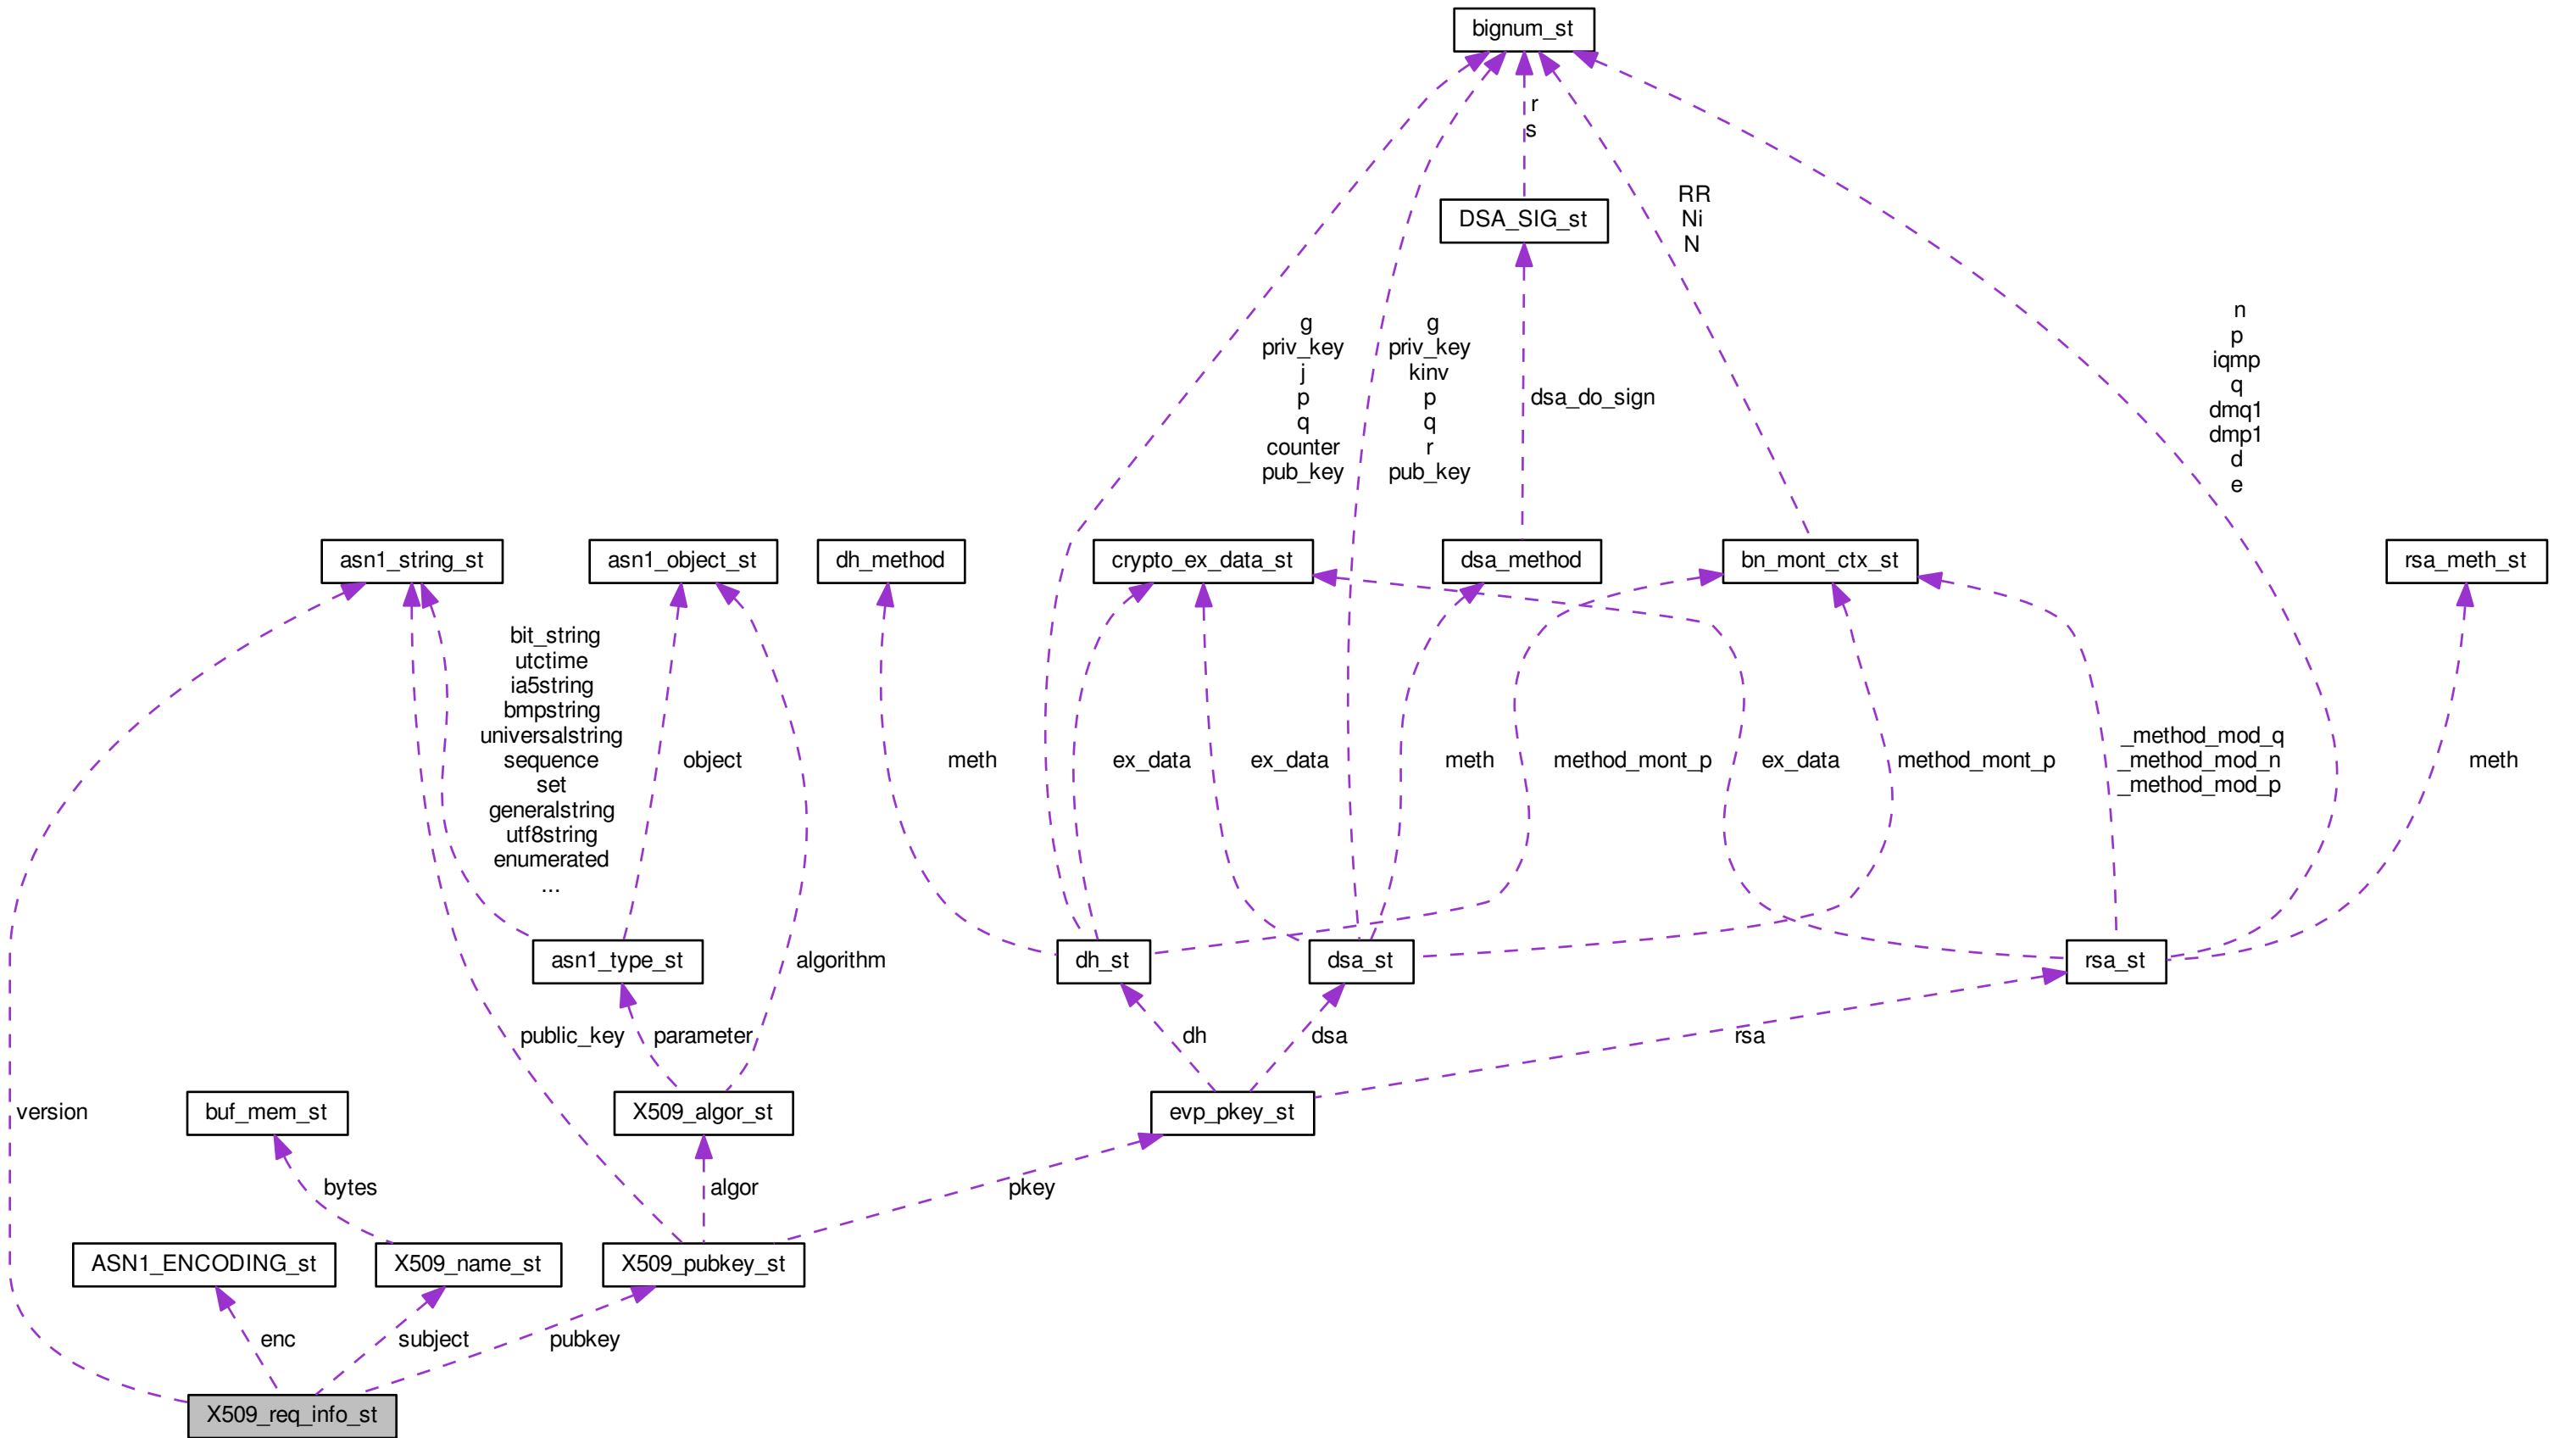 bignum_st
r
s
DSA_SIG_st
RR
Ni
N
g
priv_key
j
p
q
counter
pub_key
g
priv_key
kinv
p
q
r
pub_key
dsa_do_sign
n
p
iqmp
q
dmq1
dmp1
d
e
asn1_string_st
asn1_object_st
dh_method
crypto_ex_data_st
dsa_method
bn_mont_ctx_st
rsa_meth_st
bit_string
utctime
ia5string
bmpstring
universalstring
sequence
set
generalstring
utf8string
enumerated
...
object
meth
ex_data
ex_data
meth
method_mont_p
ex_data
method_mont_p
_method_mod_q
_method_mod_n
_method_mod_p
meth
asn1_type_st
algorithm
dh_st
dsa_st
rsa_st
public_key
parameter
dh
dsa
rsa
version
buf_mem_st
X509_algor_st
evp_pkey_st
bytes
algor
pkey
ASN1_ENCODING_st
X509_name_st
X509_pubkey_st
enc
subject
pubkey
X509_req_info_st